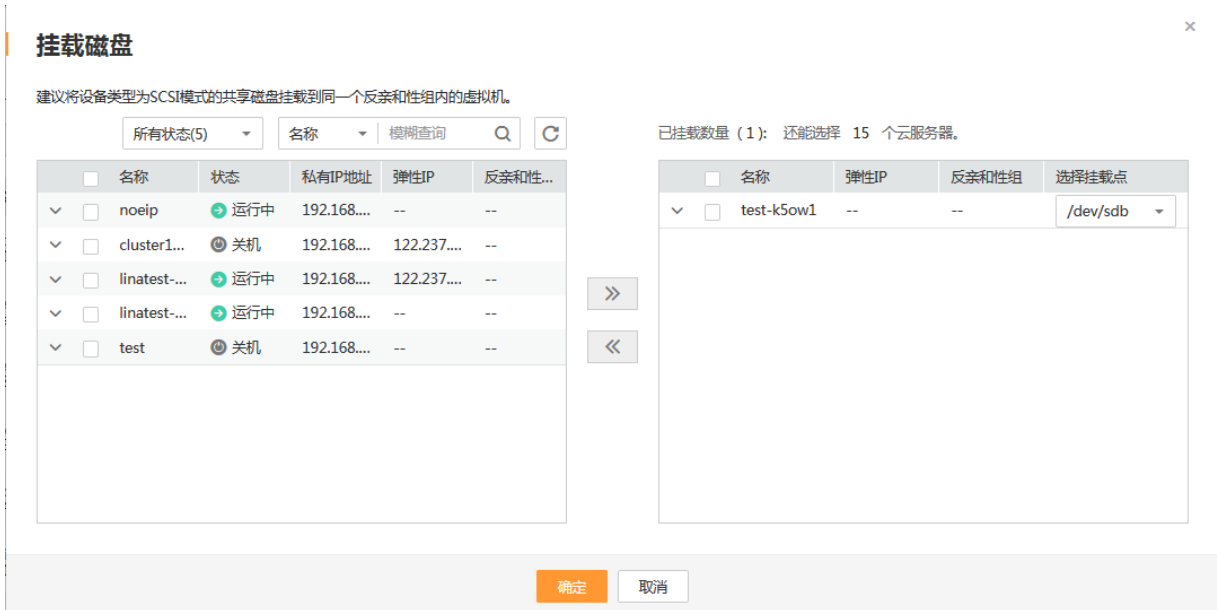 ×
挂载磁盘
建议将设备类型为SCSI模式的共享磁盘挂载到同一个反亲和性组内的虚拟机。
所有状态(5) 名称 模糊查询
已挂载数量 (1): 还能选择 15 个云服务器。
名称 状态 私有IP地址 弹性IP 反亲和性...
noeip 运行中 192.168.... -- --
cluster1... 关机 192.168.... 122.237.... --
linatest-... 运行中 192.168.... 122.237.... --
linatest-... 运行中 192.168.... -- --
test 关机 192.168.... -- --
名称 弹性IP 反亲和性组 选择挂载点
test-k5ow1 -- -- /dev/sdb
确定 取消